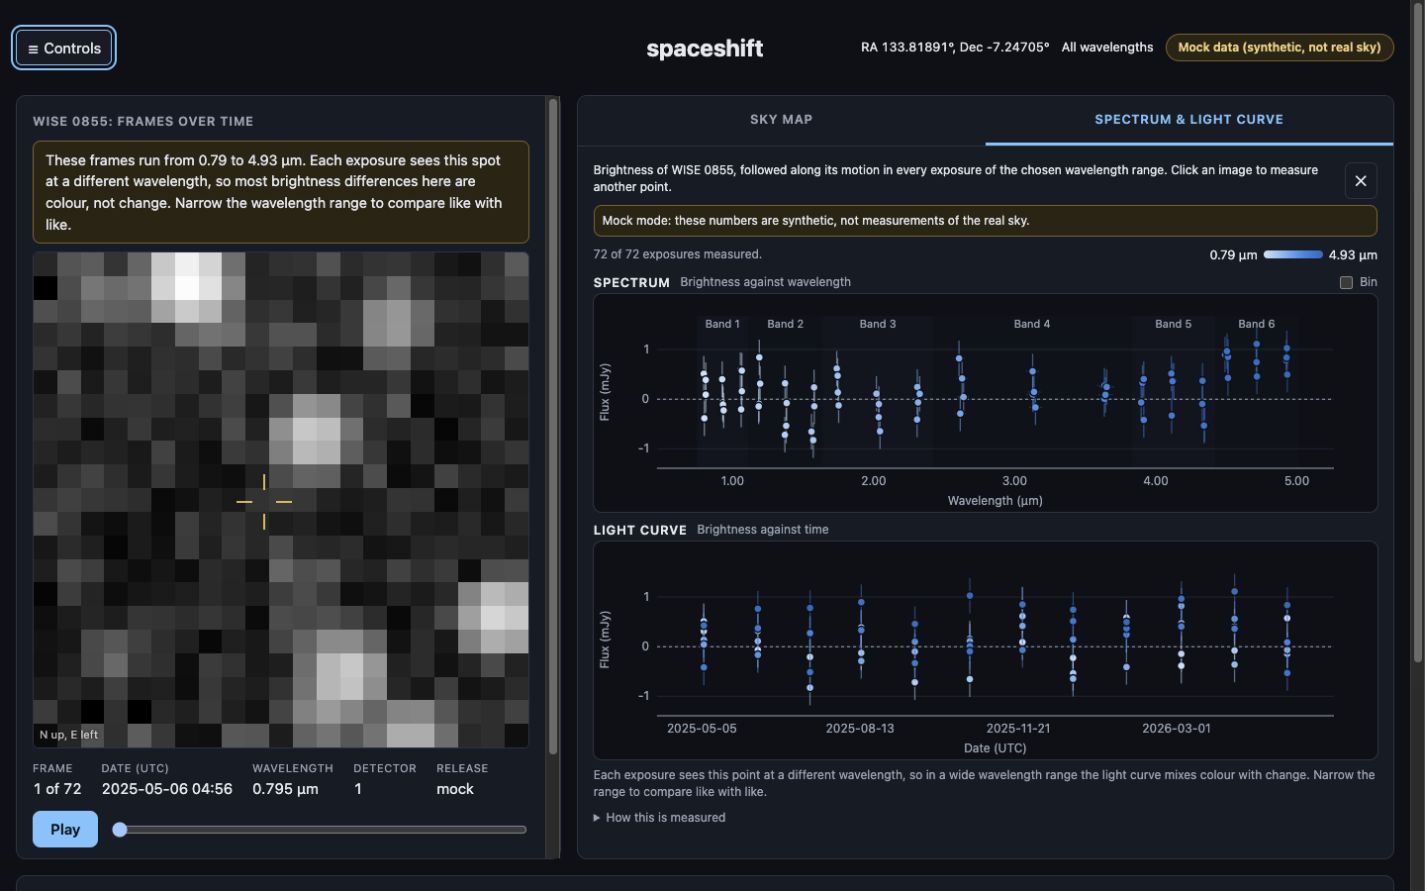 ≡ Controls
spaceshift
RA 133.81891°, Dec -7.24705° All wavelengths Mock data (synthetic, not real sky)
WISE 0855: FRAMES OVER TIME
These frames run from 0.79 to 4.93 µm. Each exposure sees this spot
at a different wavelength, so most brightness differences here are
colour, not change. Narrow the wavelength range to compare like with
like.
N up, E left
FRAME DATE (UTC) WAVELENGTH DETECTOR RELEASE
1 of 72 2025-05-06 04:56 0.795 µm 1 mock
Play
SKY MAP SPECTRUM & LIGHT CURVE
Brightness of WISE 0855, followed along its motion in every exposure of the chosen wavelength range. Click an image to measure
another point.
✕
Mock mode: these numbers are synthetic, not measurements of the real sky.
72 of 72 exposures measured. 0.79 µm 4.93 µm
SPECTRUM Brightness against wavelength Bin
Band 1 Band 2 Band 3 Band 4 Band 5 Band 6
1
0
-1
Flux (mJy)
1.00 2.00 3.00 4.00 5.00
Wavelength (µm)
LIGHT CURVE Brightness against time
1
0
-1
Flux (mJy)
2025-05-05 2025-08-13 2025-11-21 2026-03-01
Date (UTC)
Each exposure sees this point at a different wavelength, so in a wide wavelength range the light curve mixes colour with change. Narrow the
range to compare like with like.
▶ How this is measured